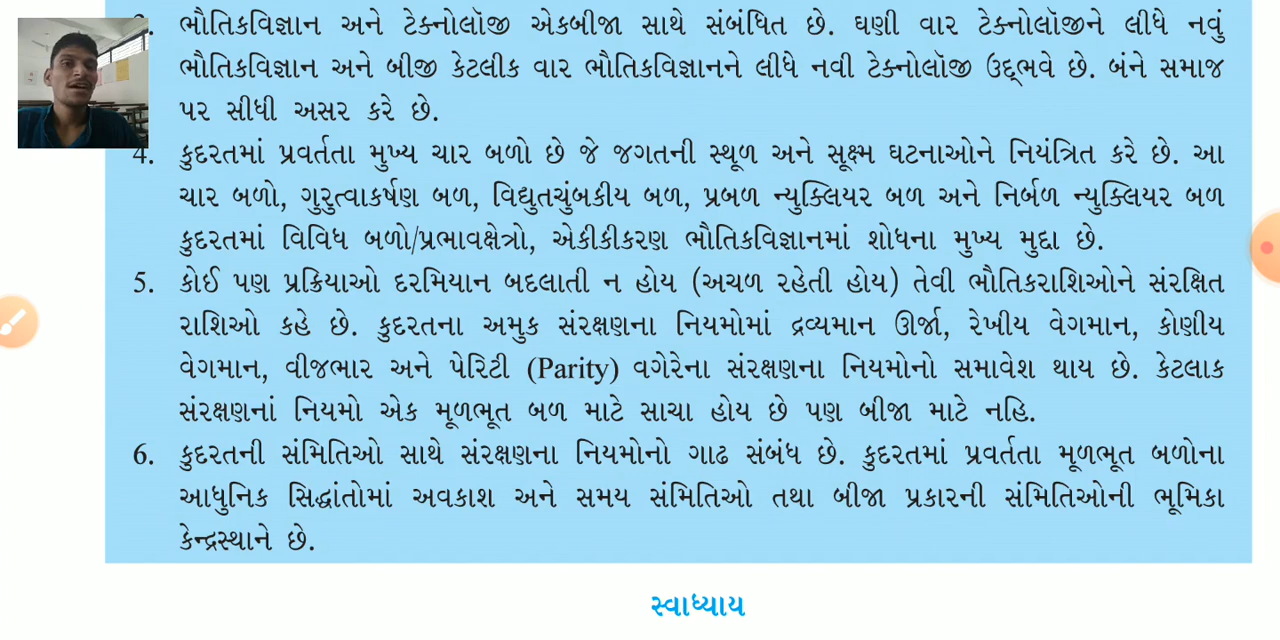 ભૌતિકવિજ્ઞાન અને ટેક્નોલૉજી એકબીજા સાથે સંબંધિત છે. ઘણી વાર ટેક્નોલૉજીને લીધે નવું
ભૌતિકવિજ્ઞાન અને બીજી કેટલીક વાર ભૌતિકવિજ્ઞાનને લીધે નવી ટેક્નોલૉજી ઉદ્ભવે છે. બંને સમાજ
પર સીધી અસર કરે છે.
4. કુદરતમાં પ્રવર્તતા મુખ્ય ચાર બળો છે જે જગતની સ્થૂળ અને સૂક્ષ્મ ઘટનાઓને નિયંત્રિત કરે છે. આ
ચાર બળો, ગુરુત્વાકર્ષણ બળ, વિદ્યુતચુંબકીય બળ, પ્રબળ ન્યુક્લિયર બળ અને નિર્બળ ન્યુક્લિયર બળ
કુદરતમાં વિવિધ બળો/પ્રભાવક્ષેત્રો, એકીકીકરણ ભૌતિકવિજ્ઞાનમાં શોધના મુખ્ય મુદ્દા છે.
5. કોઈ પણ પ્રક્રિયાઓ દરમિયાન બદલાતી ન હોય (અચળ રહેતી હોય) તેવી ભૌતિકરાશિઓને સંરક્ષિત
રાશિઓ કહે છે. કુદરતના અમુક સંરક્ષણના નિયમોમાં દ્રવ્યમાન ઊર્જા, રેખીય વેગમાન, કોણીય
વેગમાન, વીજભાર અને પેરિટી (Parity) વગેરેના સંરક્ષણના નિયમોનો સમાવેશ થાય છે. કેટલાક
સંરક્ષણનાં નિયમો એક મૂળભૂત બળ માટે સાચા હોય છે પણ બીજા માટે નહિ.
6. કુદરતની સંમિતિઓ સાથે સંરક્ષણના નિયમોનો ગાઢ સંબંધ છે. કુદરતમાં પ્રવર્તતા મૂળભૂત બળોના
આધુનિક સિદ્ધાંતોમાં અવકાશ અને સમય સંમિતિઓ તથા બીજા પ્રકારની સંમિતિઓની ભૂમિકા
કેન્દ્રસ્થાને છે.
સ્વાધ્યાય